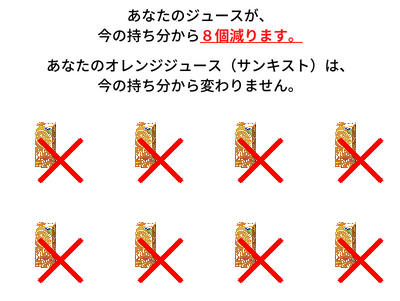 あなたのジュースが、
今の持ち分から８個減ります。
あなたのオレンジジュース（サンキスト）は、
今の持ち分から変わりません。